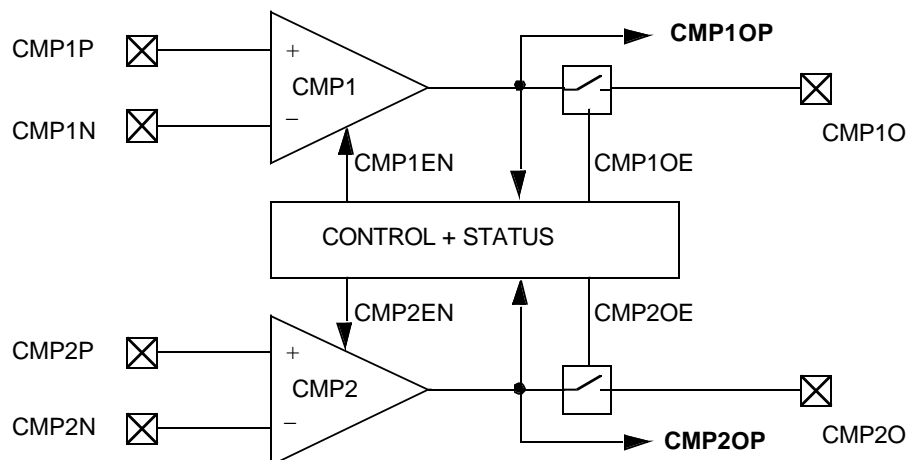 CMP1P
+
CMP1OP
CMP1
CMP1N
−
CMP1O
CMP1EN
CMP1OE
CONTROL + STATUS
CMP2EN
CMP2OE
CMP2P
+
CMP2
CMP2N
−
CMP2O
CMP2OP